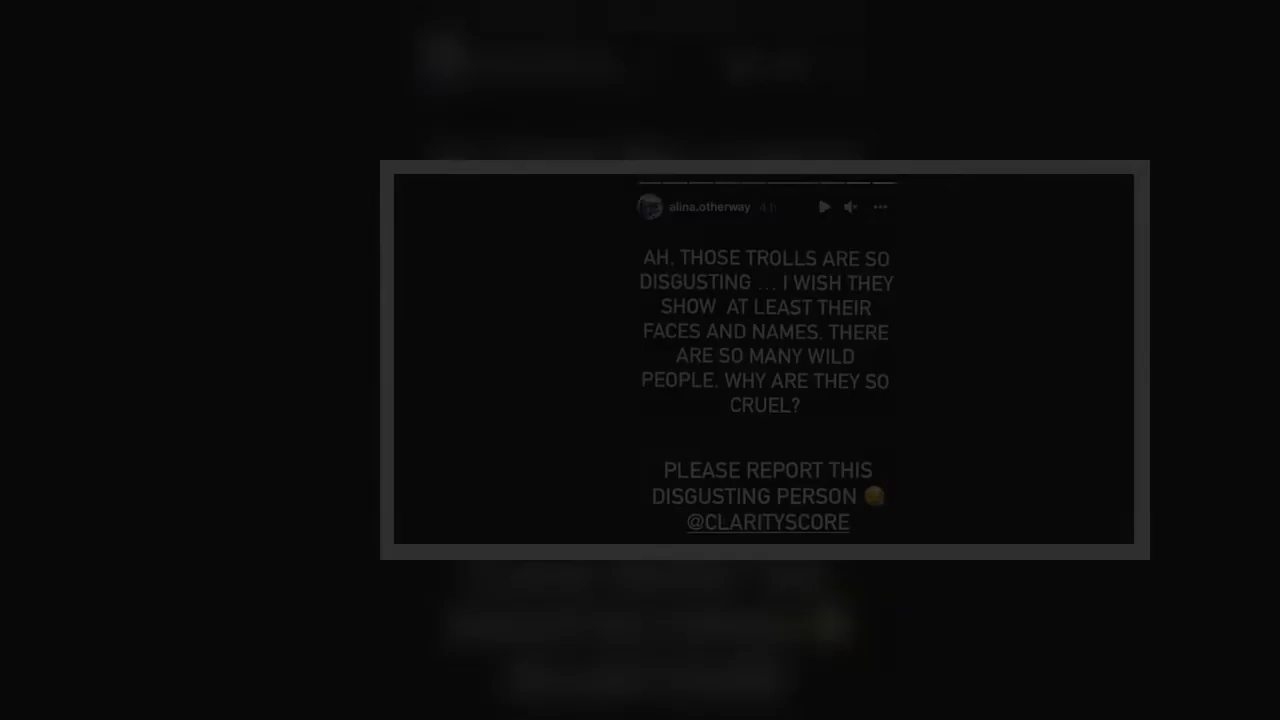 alina.otherway 4h
AH, THOSE TROLLS ARE SO
DISGUSTING ... I WISH THEY
SHOW AT LEAST THEIR
FACES AND NAMES. THERE
ARE SO MANY WILD
PEOPLE. WHY ARE THEY SO
CRUEL?
PLEASE REPORT THIS
DISGUSTING PERSON
@CLARITYSCORE